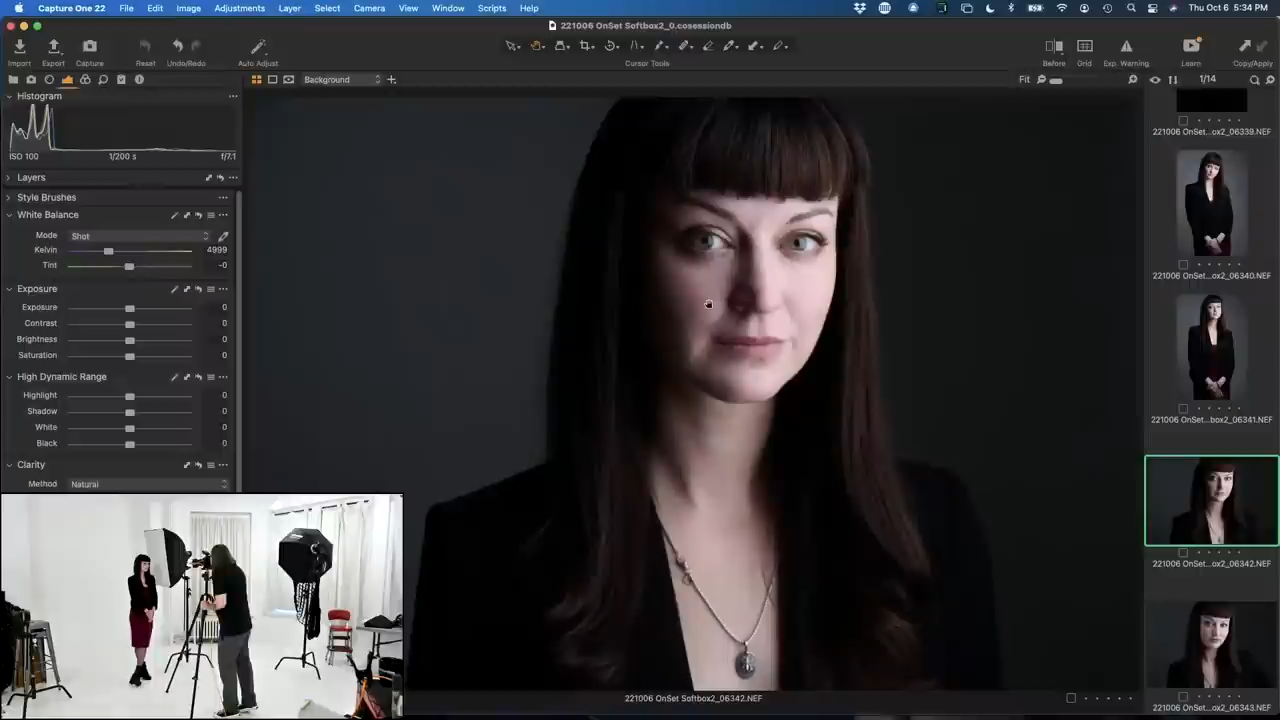 Capture One 22 File Edit Image Adjustments Layer Select Camera View Window Scripts Help Thu Oct 6 5:34 PM
221006 OnSet Softbox2_0.cosessiondb
Import Export Capture Reset Undo/Redo Auto Adjust Cursor Tools Before Grid Exp. Warning Learn Copy/Apply
Background Fit 1/14
Histogram
ISO 100 1/200 s f/7.1
Layers
Style Brushes
White Balance
Mode Shot
Kelvin 4999
Tint -0
Exposure
Exposure 0
Contrast 0
Brightness 0
Saturation 0
High Dynamic Range
Highlight 0
Shadow 0
White 0
Black 0
Clarity
Method Natural
221006 OnSet Softbox2_06342.NEF
221006 OnSet...ox2_06339.NEF
221006 OnSet...ox2_06340.NEF
221006 OnSet...box2_06341.NEF
221006 OnSet...ox2_06342.NEF
221006 OnSet...ox2_06343.NEF